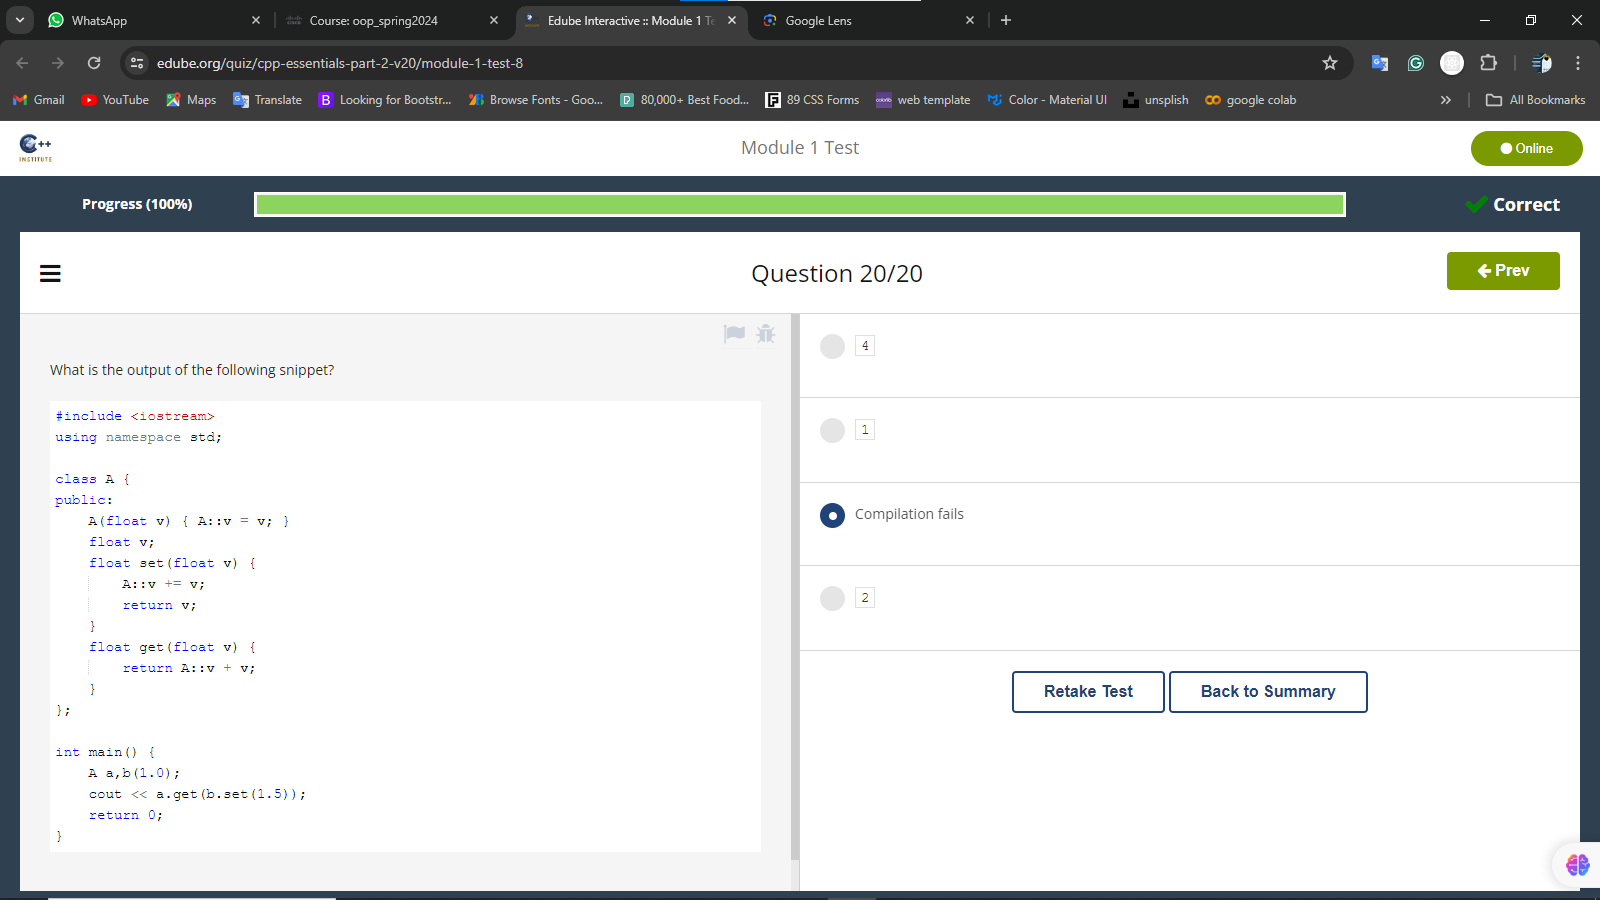 WhatsApp
Course: oop_spring2024
Edube Interactive :: Module 1 Te
Google Lens
edube.org/quiz/cpp-essentials-part-2-v20/module-1-test-8
Gmail
YouTube
Maps
Translate
B Looking for Bootstr...
Browse Fonts - Goo...
D 80,000+ Best Food...
F 89 CSS Forms
web template
Color - Material UI
unsplish
google colab
All Bookmarks
C++
INSTITUTE
Module 1 Test
Online
Progress (100%)
Correct
Question 20/20
Prev
What is the output of the following snippet?
#include <iostream>
using namespace std;
class A {
public:
A(float v) { A::v = v; }
float v;
float set(float v) {
A::v += v;
return v;
}
float get(float v) {
return A::v + v;
}
};
int main() {
A a,b(1.0);
cout << a.get(b.set(1.5));
return 0;
}
4
1
Compilation fails
2
Retake Test
Back to Summary